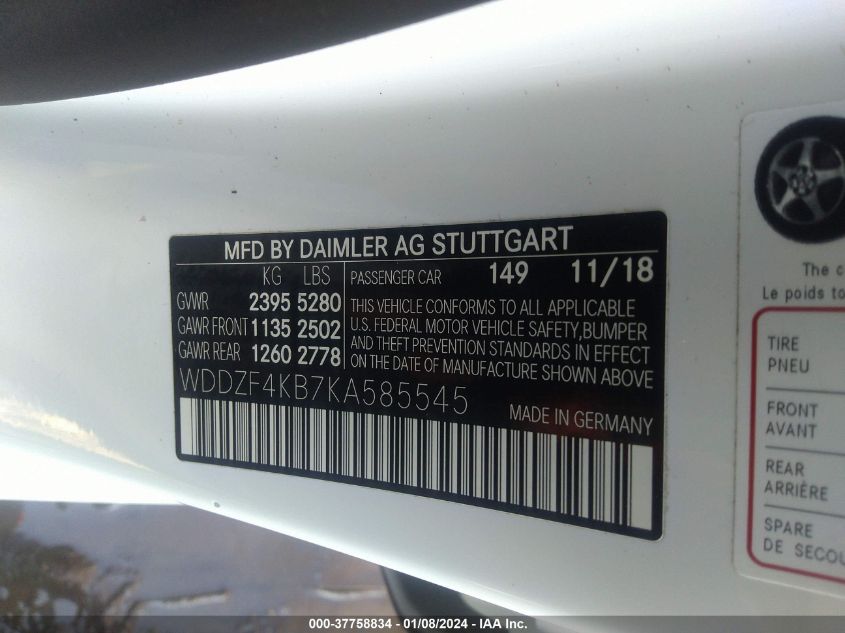 MFD BY DAIMLER AG STUTTGART
KG LBS
GVWR 2395 5280
GAWR FRONT 1135 2502
GAWR REAR 1260 2778
PASSENGER CAR 149 11/18
THIS VEHICLE CONFORMS TO ALL APPLICABLE
U.S. FEDERAL MOTOR VEHICLE SAFETY,BUMPER
AND THEFT PREVENTION STANDARDS IN EFFECT
ON THE DATE OF MANUFACTURE SHOWN ABOVE
WDDZF4KB7KA585545
MADE IN GERMANY
The c
Le poids to
TIRE
PNEU
FRONT
AVANT
REAR
ARRIÈRE
SPARE
DE SECOU
000-37758834 - 01/08/2024 - IAA Inc.